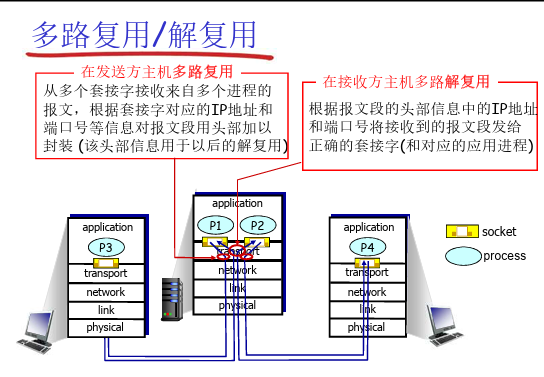 多路复用/解复用
在发送方主机多路复用
从多个套接字接收来自多个进程的
报文，根据套接字对应的IP地址和
端口号等信息对报文段用头部加以
封装 (该头部信息用于以后的解复用)
在接收方主机多路解复用
根据报文段的头部信息中的IP地址
和端口号将接收到的报文段发给
正确的套接字(和对应的应用进程)
application
P3
transport
network
link
physical
application
P1
P2
transport
network
link
physical
application
P4
transport
network
link
physical
socket
process